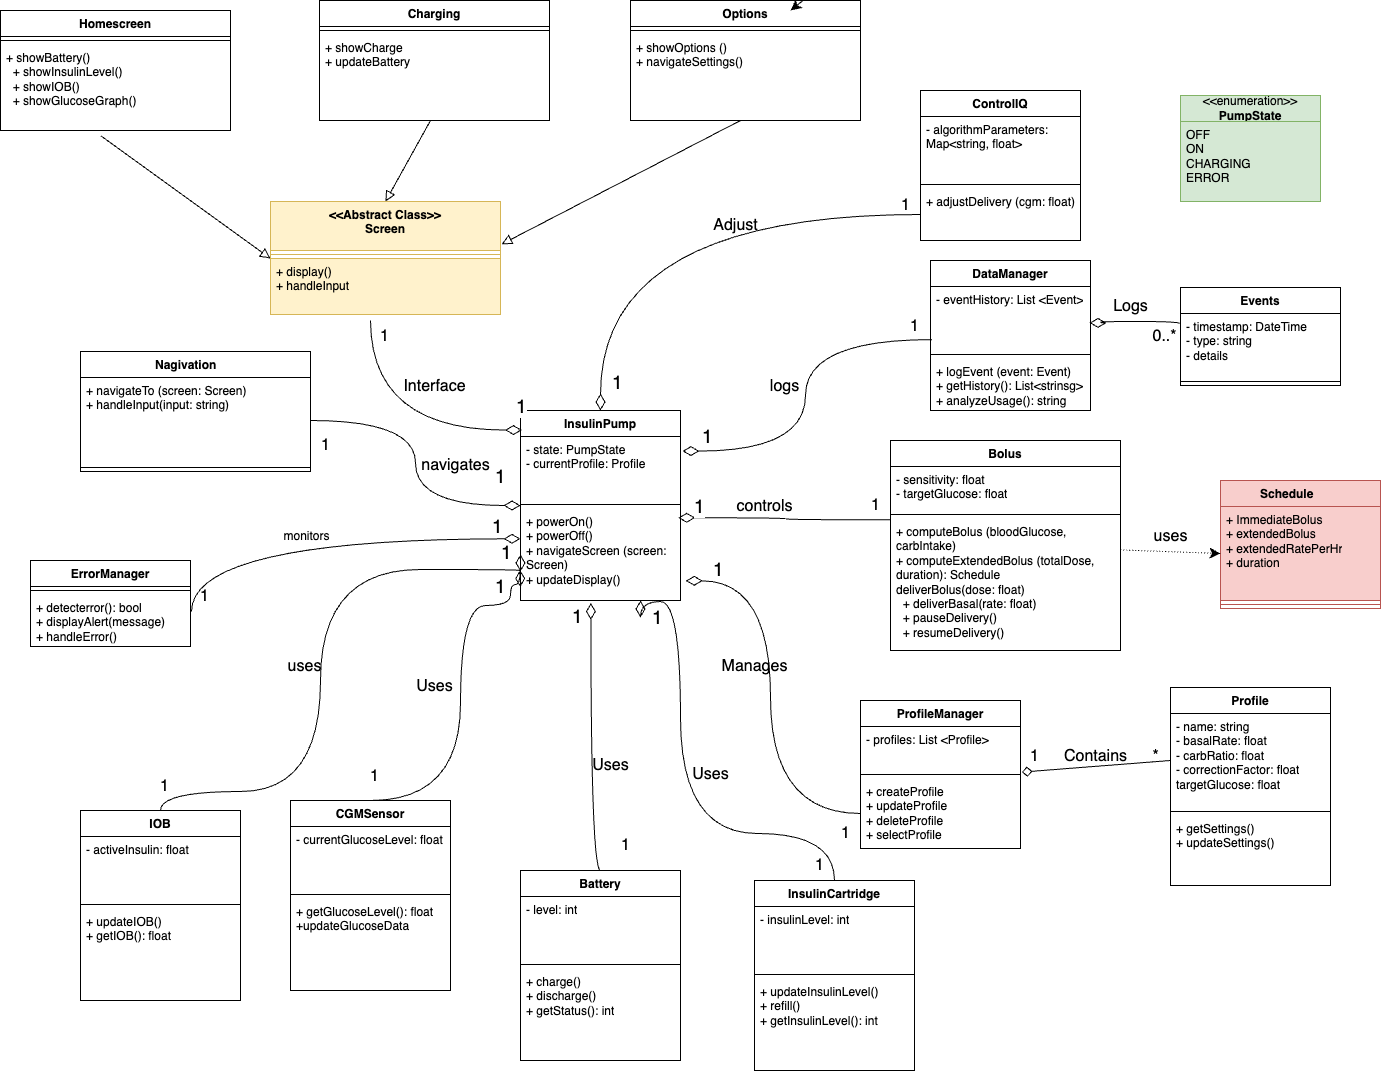 Homescreen
+ showBattery()
+ showInsulinLevel()
+ showIOB()
+ showGlucoseGraph()
Charging
+ showCharge
+ updateBattery
Options
+ showOptions ()
+ navigateSettings()
ControlIQ
- algorithmParameters:
Map<string, float>
+ adjustDelivery (cgm: float)
<<enumeration>>
PumpState
OFF
ON
CHARGING
ERROR
<<Abstract Class>>
Screen
+ display()
+ handleInput
1
Adjust
1
DataManager
- eventHistory: List <Event>
+ logEvent (event: Event)
+ getHistory(): List<strinsg>
+ analyzeUsage(): string
Logs
0..*
Events
- timestamp: DateTime
- type: string
- details
1
Interface
1
1
logs
1
Nagivation
+ navigateTo (screen: Screen)
+ handleInput(input: string)
1
navigates
1
InsulinPump
- state: PumpState
- currentProfile: Profile
+ powerOn()
+ powerOff()
+ navigateScreen (screen:
Screen)
+ updateDisplay()
1
controls
1
Bolus
- sensitivity: float
- targetGlucose: float
+ computeBolus (bloodGlucose,
carbIntake)
+ computeExtendedBolus (totalDose,
duration): Schedule
deliverBolus(dose: float)
+ deliverBasal(rate: float)
+ pauseDelivery()
+ resumeDelivery()
uses
Schedule
+ ImmediateBolus
+ extendedBolus
+ extendedRatePerHr
+ duration
monitors
1
1
ErrorManager
+ detecterror(): bool
+ displayAlert(message)
+ handleError()
1
uses
1
1
Uses
1
1
Uses
1
1
Uses
1
1
Manages
1
ProfileManager
- profiles: List <Profile>
+ createProfile
+ updateProfile
+ deleteProfile
+ selectProfile
1
Contains
*
Profile
- name: string
- basalRate: float
- carbRatio: float
- correctionFactor: float
targetGlucose: float
+ getSettings()
+ updateSettings()
IOB
- activeInsulin: float
+ updateIOB()
+ getIOB(): float
CGMSensor
- currentGlucoseLevel: float
+ getGlucoseLevel(): float
+updateGlucoseData
Battery
- level: int
+ charge()
+ discharge()
+ getStatus(): int
InsulinCartridge
- insulinLevel: int
+ updateInsulinLevel()
+ refill()
+ getInsulinLevel(): int